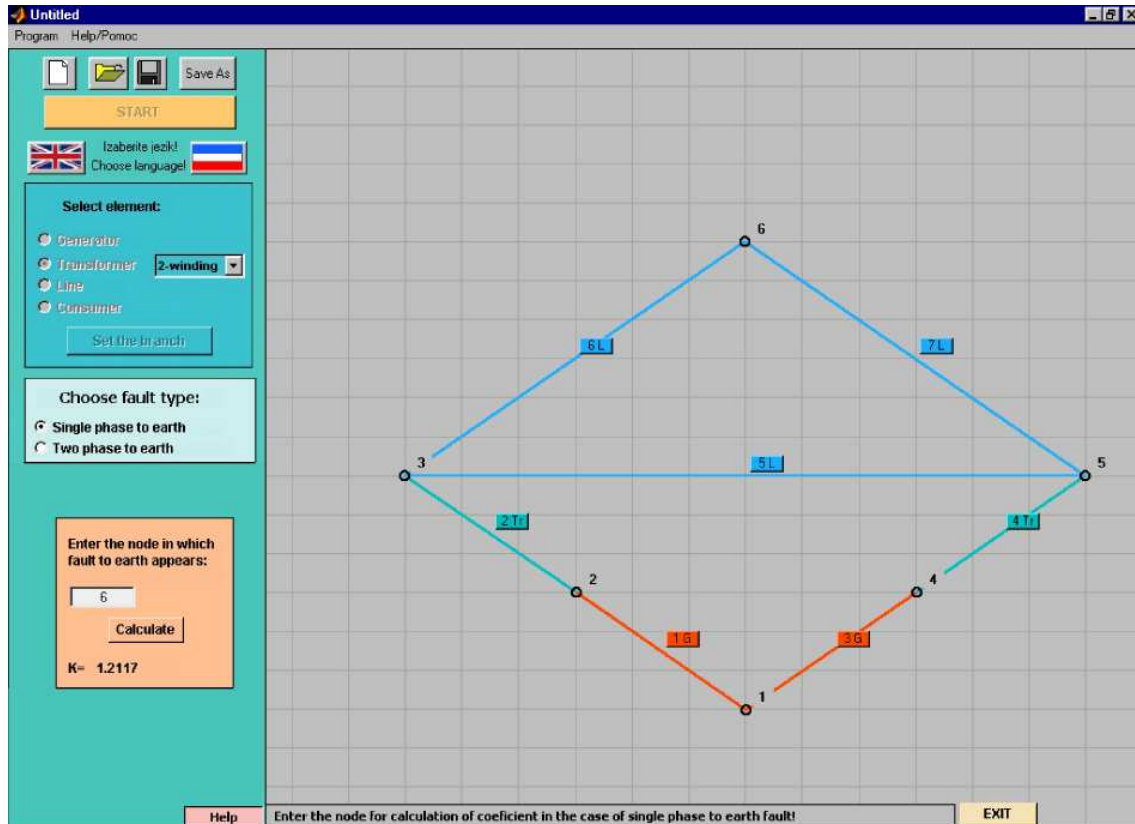 Untitled
Program Help/Pomoc
Save As
START
Izaberite jezik!
Choose language!
Select element:
Generator
Transformer 2-winding
Line
Consumer
Set the branch
Choose fault type:
Single phase to earth
Two phase to earth
Enter the node in which
fault to earth appears:
6
Calculate
K= 1.2117
Help
6
6 L
7 L
3
5 L
5
2 Tr
4 Tr
2
4
1 G
3 G
1
Enter the node for calculation of coeficient in the case of single phase to earth fault!
EXIT